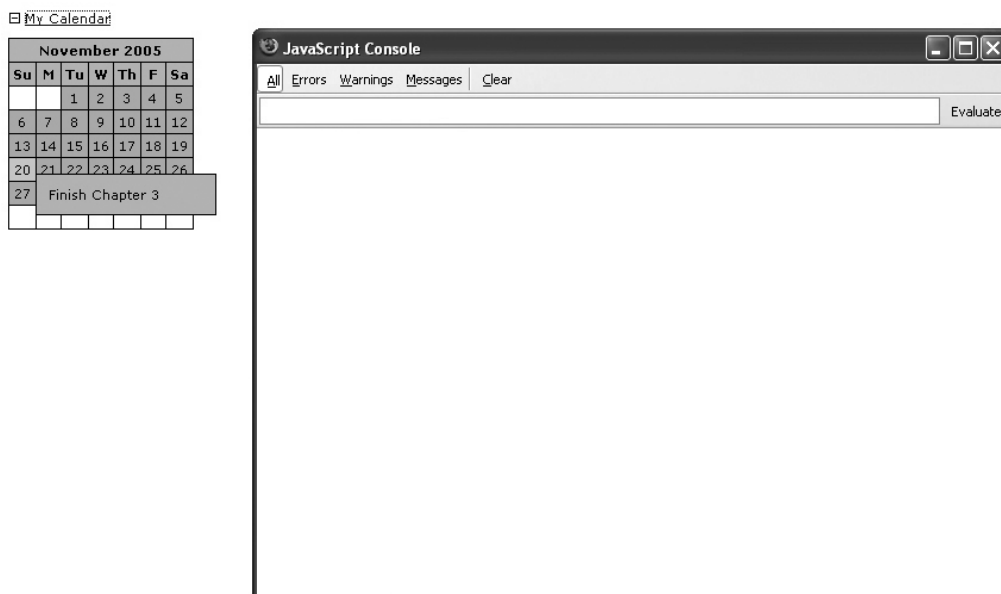 My Calendar
November 2005
Su M Tu W Th F Sa
1 2 3 4 5
6 7 8 9 10 11 12
13 14 15 16 17 18 19
20 21 22 23 24 25 26
27
Finish Chapter 3
JavaScript Console
All Errors Warnings Messages Clear
Evaluate